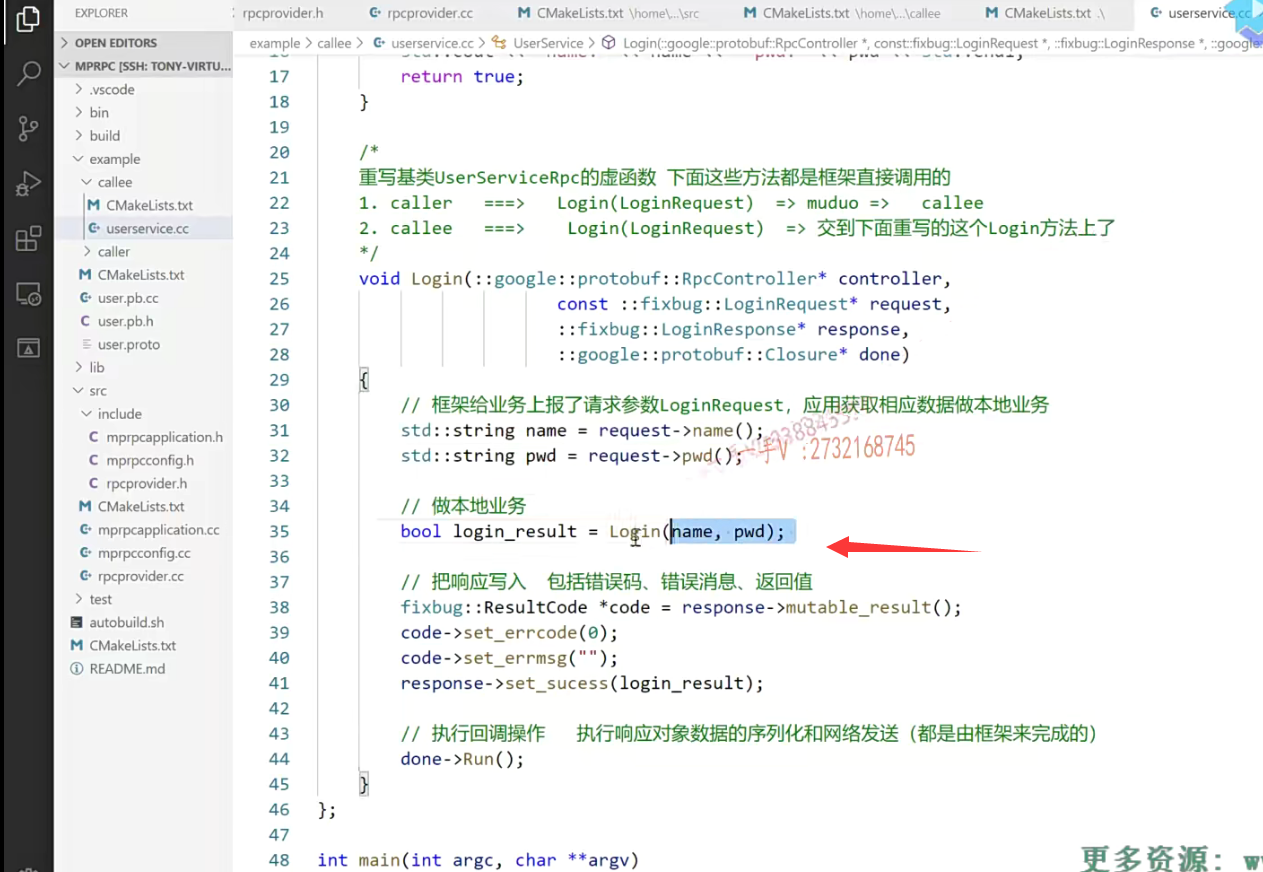 EXPLORER
rpcprovider.h
rpcprovider.cc
CMakeLists.txt \home\...\src
CMakeLists.txt \home\...\callee
CMakeLists.txt .\
userservice.cc
OPEN EDITORS
MPRPC [SSH: TONY-VIRTU...
.vscode
bin
build
example
callee
CMakeLists.txt
userservice.cc
caller
CMakeLists.txt
user.pb.cc
user.pb.h
user.proto
lib
src
include
mprpcapplication.h
mprpcconfig.h
rpcprovider.h
CMakeLists.txt
mprpcapplication.cc
mprpcconfig.cc
rpcprovider.cc
test
autobuild.sh
CMakeLists.txt
README.md
example > callee > userservice.cc > UserService > Login(::google::protobuf::RpcController *, const::fixbug::LoginRequest *, ::fixbug::LoginResponse *, ::google:
17 return true;
18 }
19
20 /*
21 重写基类UserServiceRpc的虚函数 下面这些方法都是框架直接调用的
22 1. caller ===> Login(LoginRequest) => muduo => callee
23 2. callee ===> Login(LoginRequest) => 交到下面重写的这个Login方法上了
24 */
25 void Login(::google::protobuf::RpcController* controller,
26 const ::fixbug::LoginRequest* request,
27 ::fixbug::LoginResponse* response,
28 ::google::protobuf::Closure* done)
29 {
30 // 框架给业务上报了请求参数LoginRequest，应用获取相应数据做本地业务
31 std::string name = request->name();
32 std::string pwd = request->pwd();
一手V :2732168745
33
34 // 做本地业务
35 bool login_result = Login(name, pwd);
36
37 // 把响应写入 包括错误码、错误消息、返回值
38 fixbug::ResultCode *code = response->mutable_result();
39 code->set_errcode(0);
40 code->set_errmsg("");
41 response->set_sucess(login_result);
42
43 // 执行回调操作 执行响应对象数据的序列化和网络发送（都是由框架来完成的）
44 done->Run();
45 }
46 };
47
48 int main(int argc, char **argv)
更多资源：